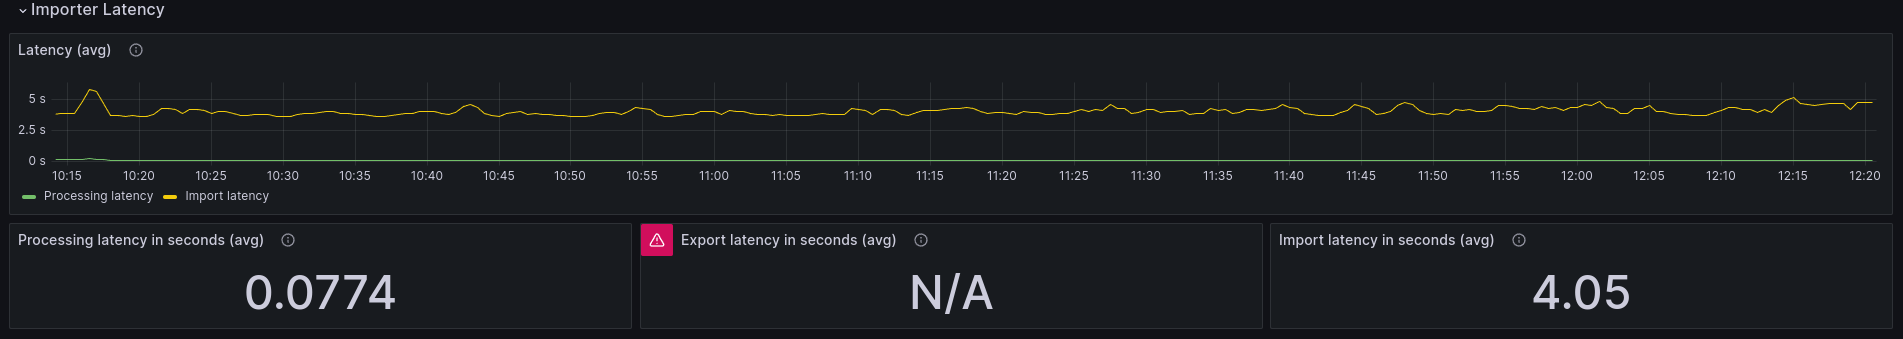 Importer Latency
Latency (avg)
5 s
2.5 s
0 s
10:15 10:20 10:25 10:30 10:35 10:40 10:45 10:50 10:55 11:00 11:05 11:10 11:15 11:20 11:25 11:30 11:35 11:40 11:45 11:50 11:55 12:00 12:05 12:10 12:15 12:20
Processing latency Import latency
Processing latency in seconds (avg) Export latency in seconds (avg) Import latency in seconds (avg)
0.0774 N/A 4.05